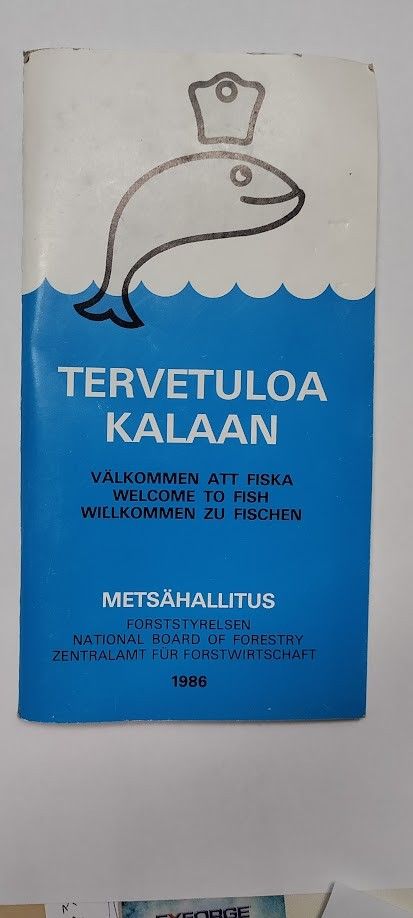 TERVETULOA
KALAAN
VÄLKOMMEN ATT FISKA
WELCOME TO FISH
WILLKOMMEN ZU FISCHEN
METSÄHALLITUS
FORSTSTYRELSEN
NATIONAL BOARD OF FORESTRY
ZENTRALAMT FÜR FORSTWIRTSCHAFT
1986
EXFORGE